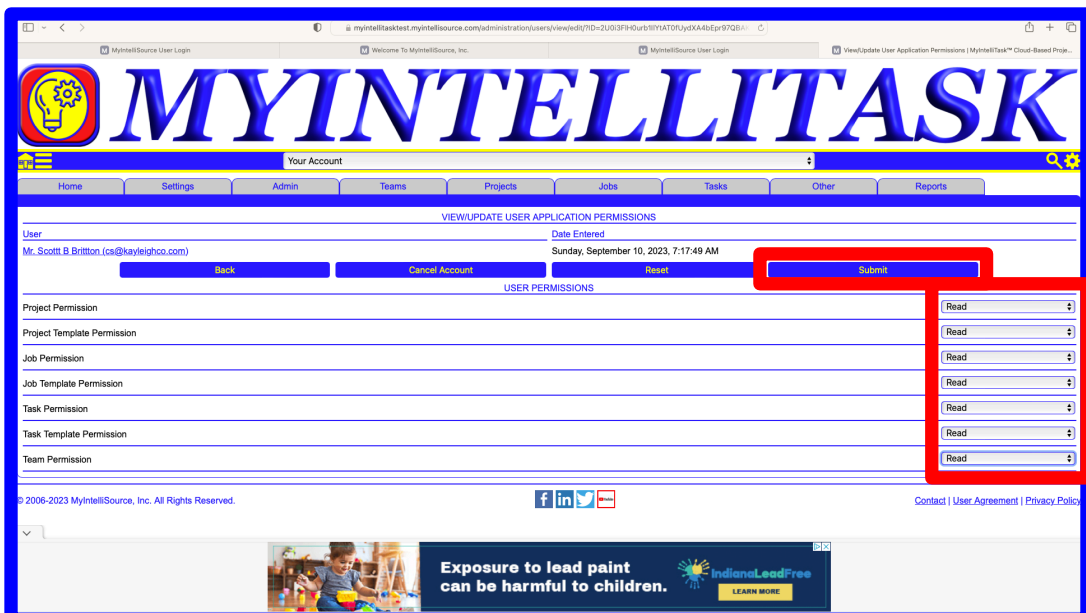 myintellitasktest.myintellisource.com/administration/users/view/edit/?ID=2U0i3FlH0urb1IlYtAT0fUydXA4bEpr97QBA
MyIntelliSource User Login
Welcome To MyIntelliSource, Inc.
MyIntelliSource User Login
View/Update User Application Permissions | MyIntelliTask™ Cloud-Based Proje...
MYINTELLITASK
Your Account
Home Settings Admin Teams Projects Jobs Tasks Other Reports
VIEW/UPDATE USER APPLICATION PERMISSIONS
User Date Entered
Mr. Scottt B Brittton (cs@kayleighco.com) Sunday, September 10, 2023, 7:17:49 AM
Back Cancel Account Reset Submit
USER PERMISSIONS
Project Permission Read
Project Template Permission Read
Job Permission Read
Job Template Permission Read
Task Permission Read
Task Template Permission Read
Team Permission Read
© 2006-2023 MyIntelliSource, Inc. All Rights Reserved. Contact | User Agreement | Privacy Policy
Exposure to lead paint
can be harmful to children.
IndianaLeadFree
LEARN MORE